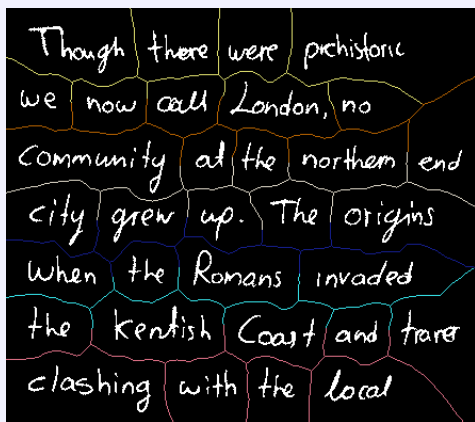 Though there were prehistoric
we now call London, no
Community at the northern end
city grew up. The origins
when the Romans invaded
the Kentish Coast and
clashing with the local